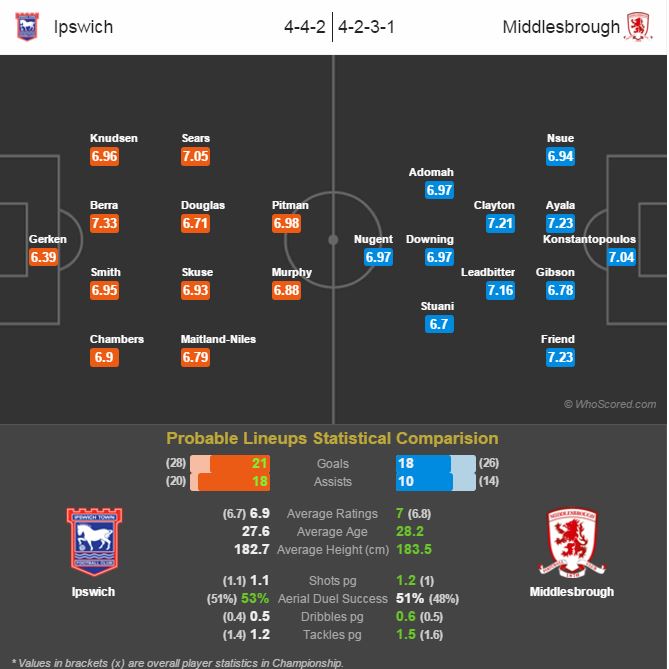 Ipswich 4-4-2 4-2-3-1 Middlesbrough
Knudsen
6.96
Sears
7.05
Nsue
6.94
Adomah
6.97
Berra
7.33
Douglas
6.71
Pitman
6.98
Clayton
7.21
Ayala
7.23
Gerken
6.39
Nugent
6.97
Downing
6.97
Konstantopoulos
7.04
Smith
6.95
Skuse
6.93
Murphy
6.88
Leadbitter
7.16
Gibson
6.78
Stuani
6.7
Chambers
6.9
Maitland-Niles
6.79
Friend
7.23
© WhoScored.com
Probable Lineups Statistical Comparision
(28) 21 Goals 18 (26)
(20) 18 Assists 10 (14)
(6.7) 6.9 Average Ratings 7 (6.8)
27.6 Average Age 28.2
182.7 Average Height (cm) 183.5
(1.1) 1.1 Shots pg 1.2 (1)
(51%) 53% Aerial Duel Success 51% (48%)
(0.4) 0.5 Dribbles pg 0.6 (0.5)
(1.4) 1.2 Tackles pg 1.5 (1.6)
IPSWICH TOWN
FOOTBALL CLUB
Ipswich
Middlesbrough
* Values in brackets (x) are overall player statistics in Championship.